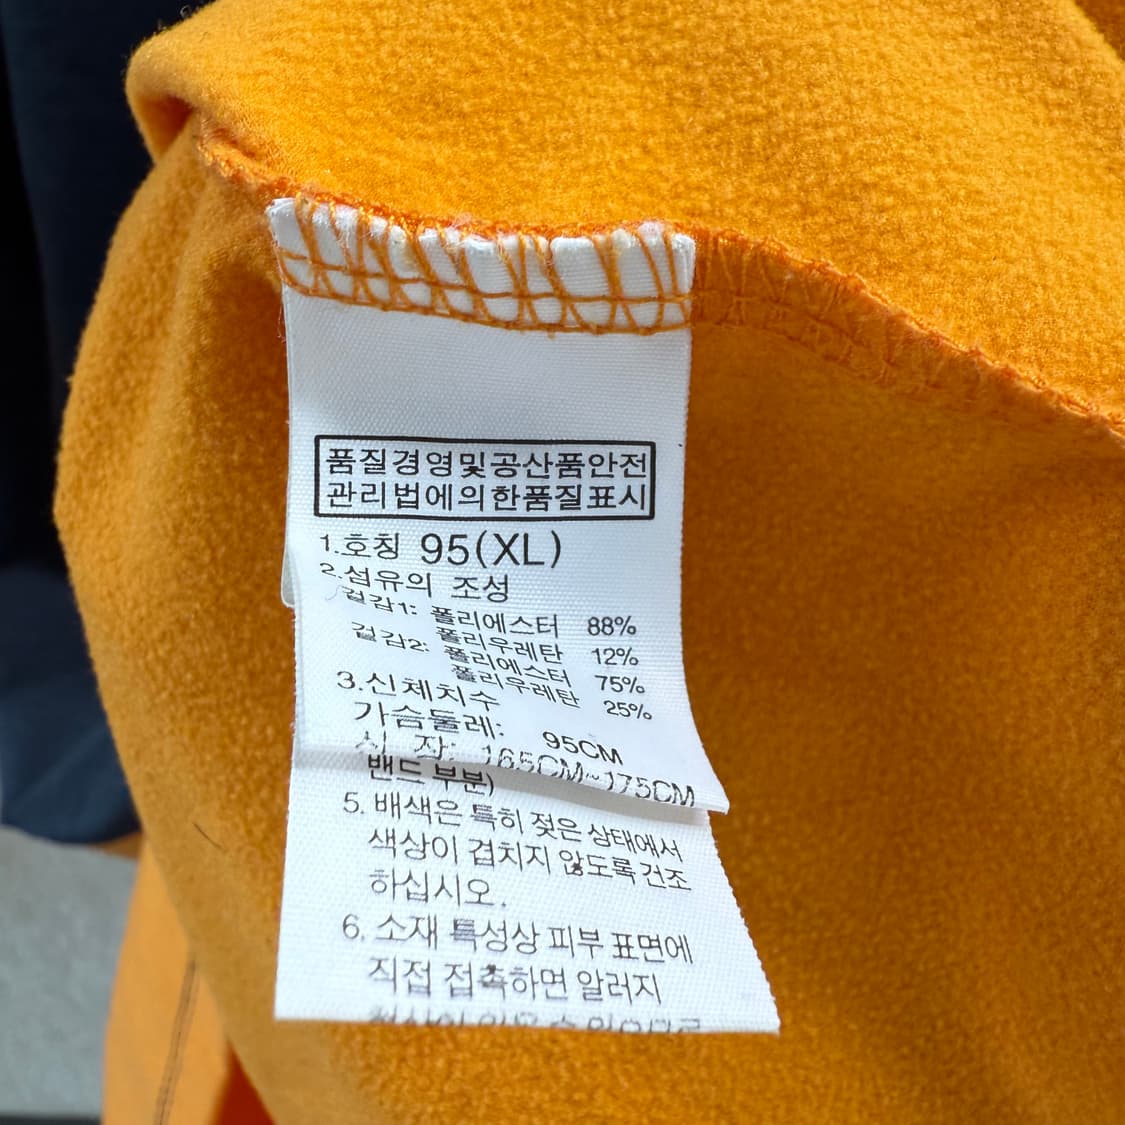 품질경영및공산품안전
관리법에의한품질표시
1.호칭 95(XL)
2.섬유의 조성
겉감1: 폴리에스터 88%
폴리우레탄 12%
겉감2: 폴리에스터 75%
폴리우레탄 25%
3.신체치수
가슴둘레: 95CM
신 장: 165CM~175CM
밴드 부분)
5. 배색은 특히 젖은 상태에서
색상이 겹치지 않도록 건조
하십시오.
6. 소재 특성상 피부 표면에
직접 접촉하면 알러지